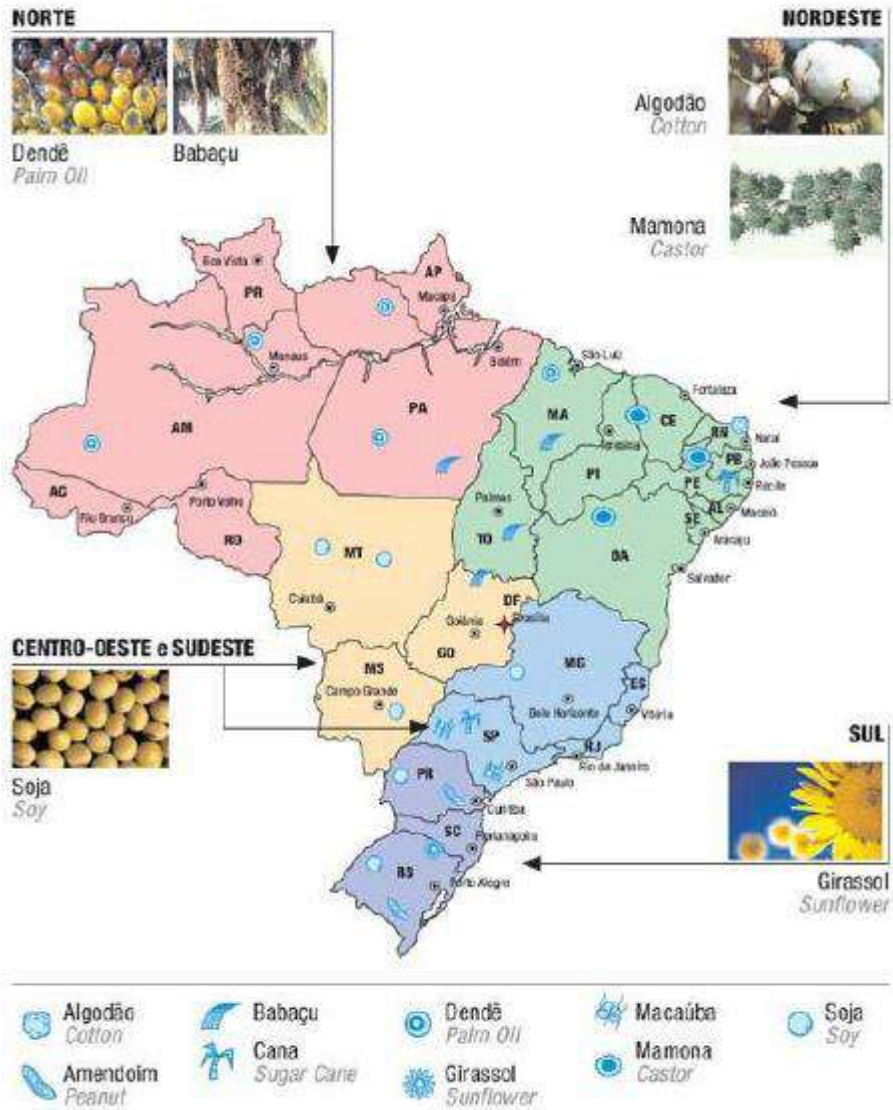 NORTE
Dendê
Palm Oil
Babaçu
NORDESTE
Algodão
Cotton
Mamona
Castor
Boa Vista
PR
AP
Macapá
Manaus
Belém
São Luiz
Fortaleza
AM
PA
MA
CE
RN
Natal
PB
João Pessoa
PI
PE
Recife
AC
Rio Branco
Porto Velho
RO
Palmas
TO
AL
Maceió
SE
Aracaju
BA
Salvador
MT
Cuiabá
DF
Brasília
Goiânia
GO
CENTRO-OESTE e SUDESTE
Soja
Soy
MS
Campo Grande
MG
Belo Horizonte
ES
Vitória
SP
São Paulo
RJ
Rio de Janeiro
PR
Curitiba
SC
Florianópolis
RS
Porto Alegre
SUL
Girassol
Sunflower
Algodão
Cotton
Babaçu
Dendê
Palm Oil
Macaúba
Soja
Soy
Amendoim
Peanut
Cana
Sugar Cane
Girassol
Sunflower
Mamona
Castor